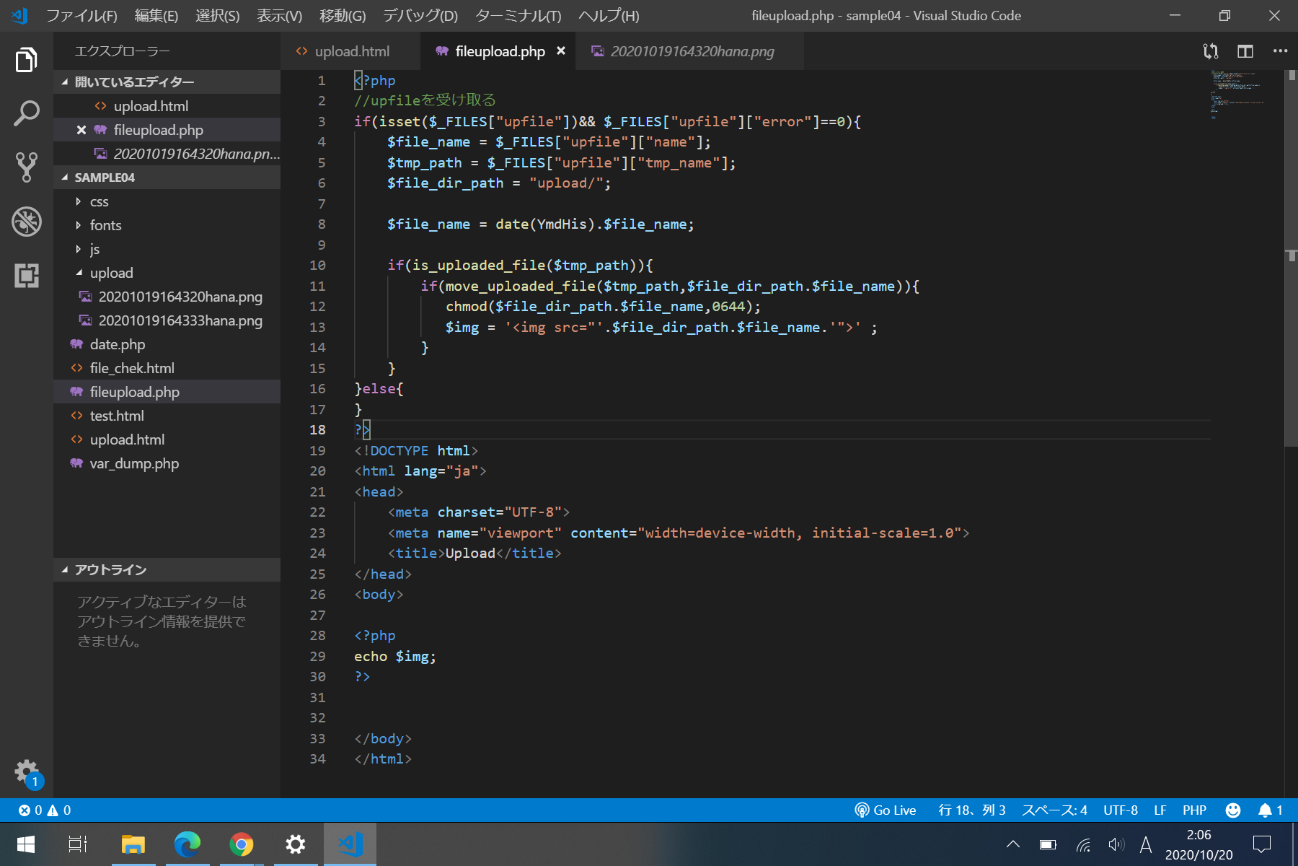 ファイル(F) 編集(E) 選択(S) 表示(V) 移動(G) デバッグ(D) ターミナル(T) ヘルプ(H) fileupload.php - sample04 - Visual Studio Code
エクスプローラー
開いているエディター
upload.html
fileupload.php
20201019164320hana.pn...
SAMPLE04
css
fonts
js
upload
20201019164320hana.png
20201019164333hana.png
date.php
file_chek.html
fileupload.php
test.html
upload.html
var_dump.php
アウトライン
アクティブなエディターは
アウトライン情報を提供で
きません。
1
upload.html fileupload.php 20201019164320hana.png
1 <?php
2 //upfileを受け取る
3 if(isset($_FILES["upfile"])&& $_FILES["upfile"]["error"]==0){
4 $file_name = $_FILES["upfile"]["name"];
5 $tmp_path = $_FILES["upfile"]["tmp_name"];
6 $file_dir_path = "upload/";
7
8 $file_name = date(YmdHis).$file_name;
9
10 if(is_uploaded_file($tmp_path)){
11 if(move_uploaded_file($tmp_path,$file_dir_path.$file_name)){
12 chmod($file_dir_path.$file_name,0644);
13 $img = '<img src="'.$file_dir_path.$file_name.'">' ;
14 }
15 }
16 }else{
17 }
18 ?>
19 <!DOCTYPE html>
20 <html lang="ja">
21 <head>
22 <meta charset="UTF-8">
23 <meta name="viewport" content="width=device-width, initial-scale=1.0">
24 <title>Upload</title>
25 </head>
26 <body>
27
28 <?php
29 echo $img;
30 ?>
31
32
33 </body>
34 </html>
0 0 Go Live 行 18、列 3 スペース: 4 UTF-8 LF PHP 1
A 2:06
2020/10/20